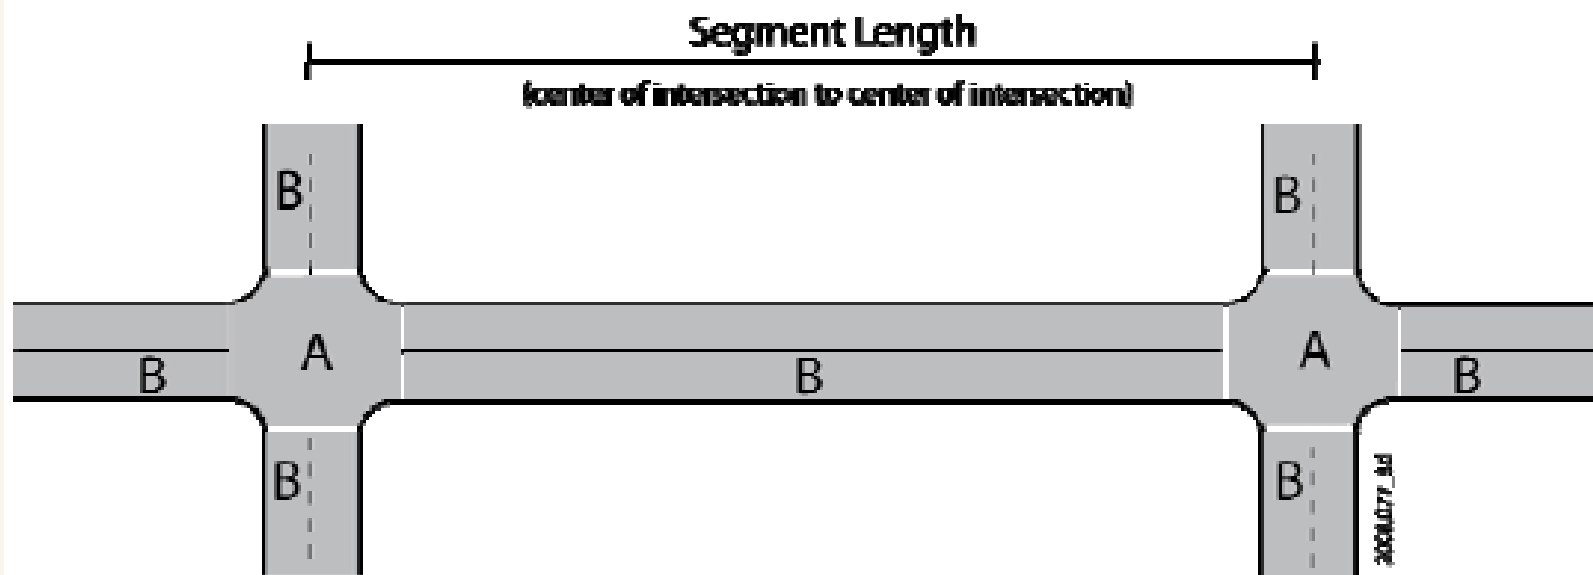 Segment Length
(center of intersection to center of intersection)
B
B
A
A
B
B
B
B
B